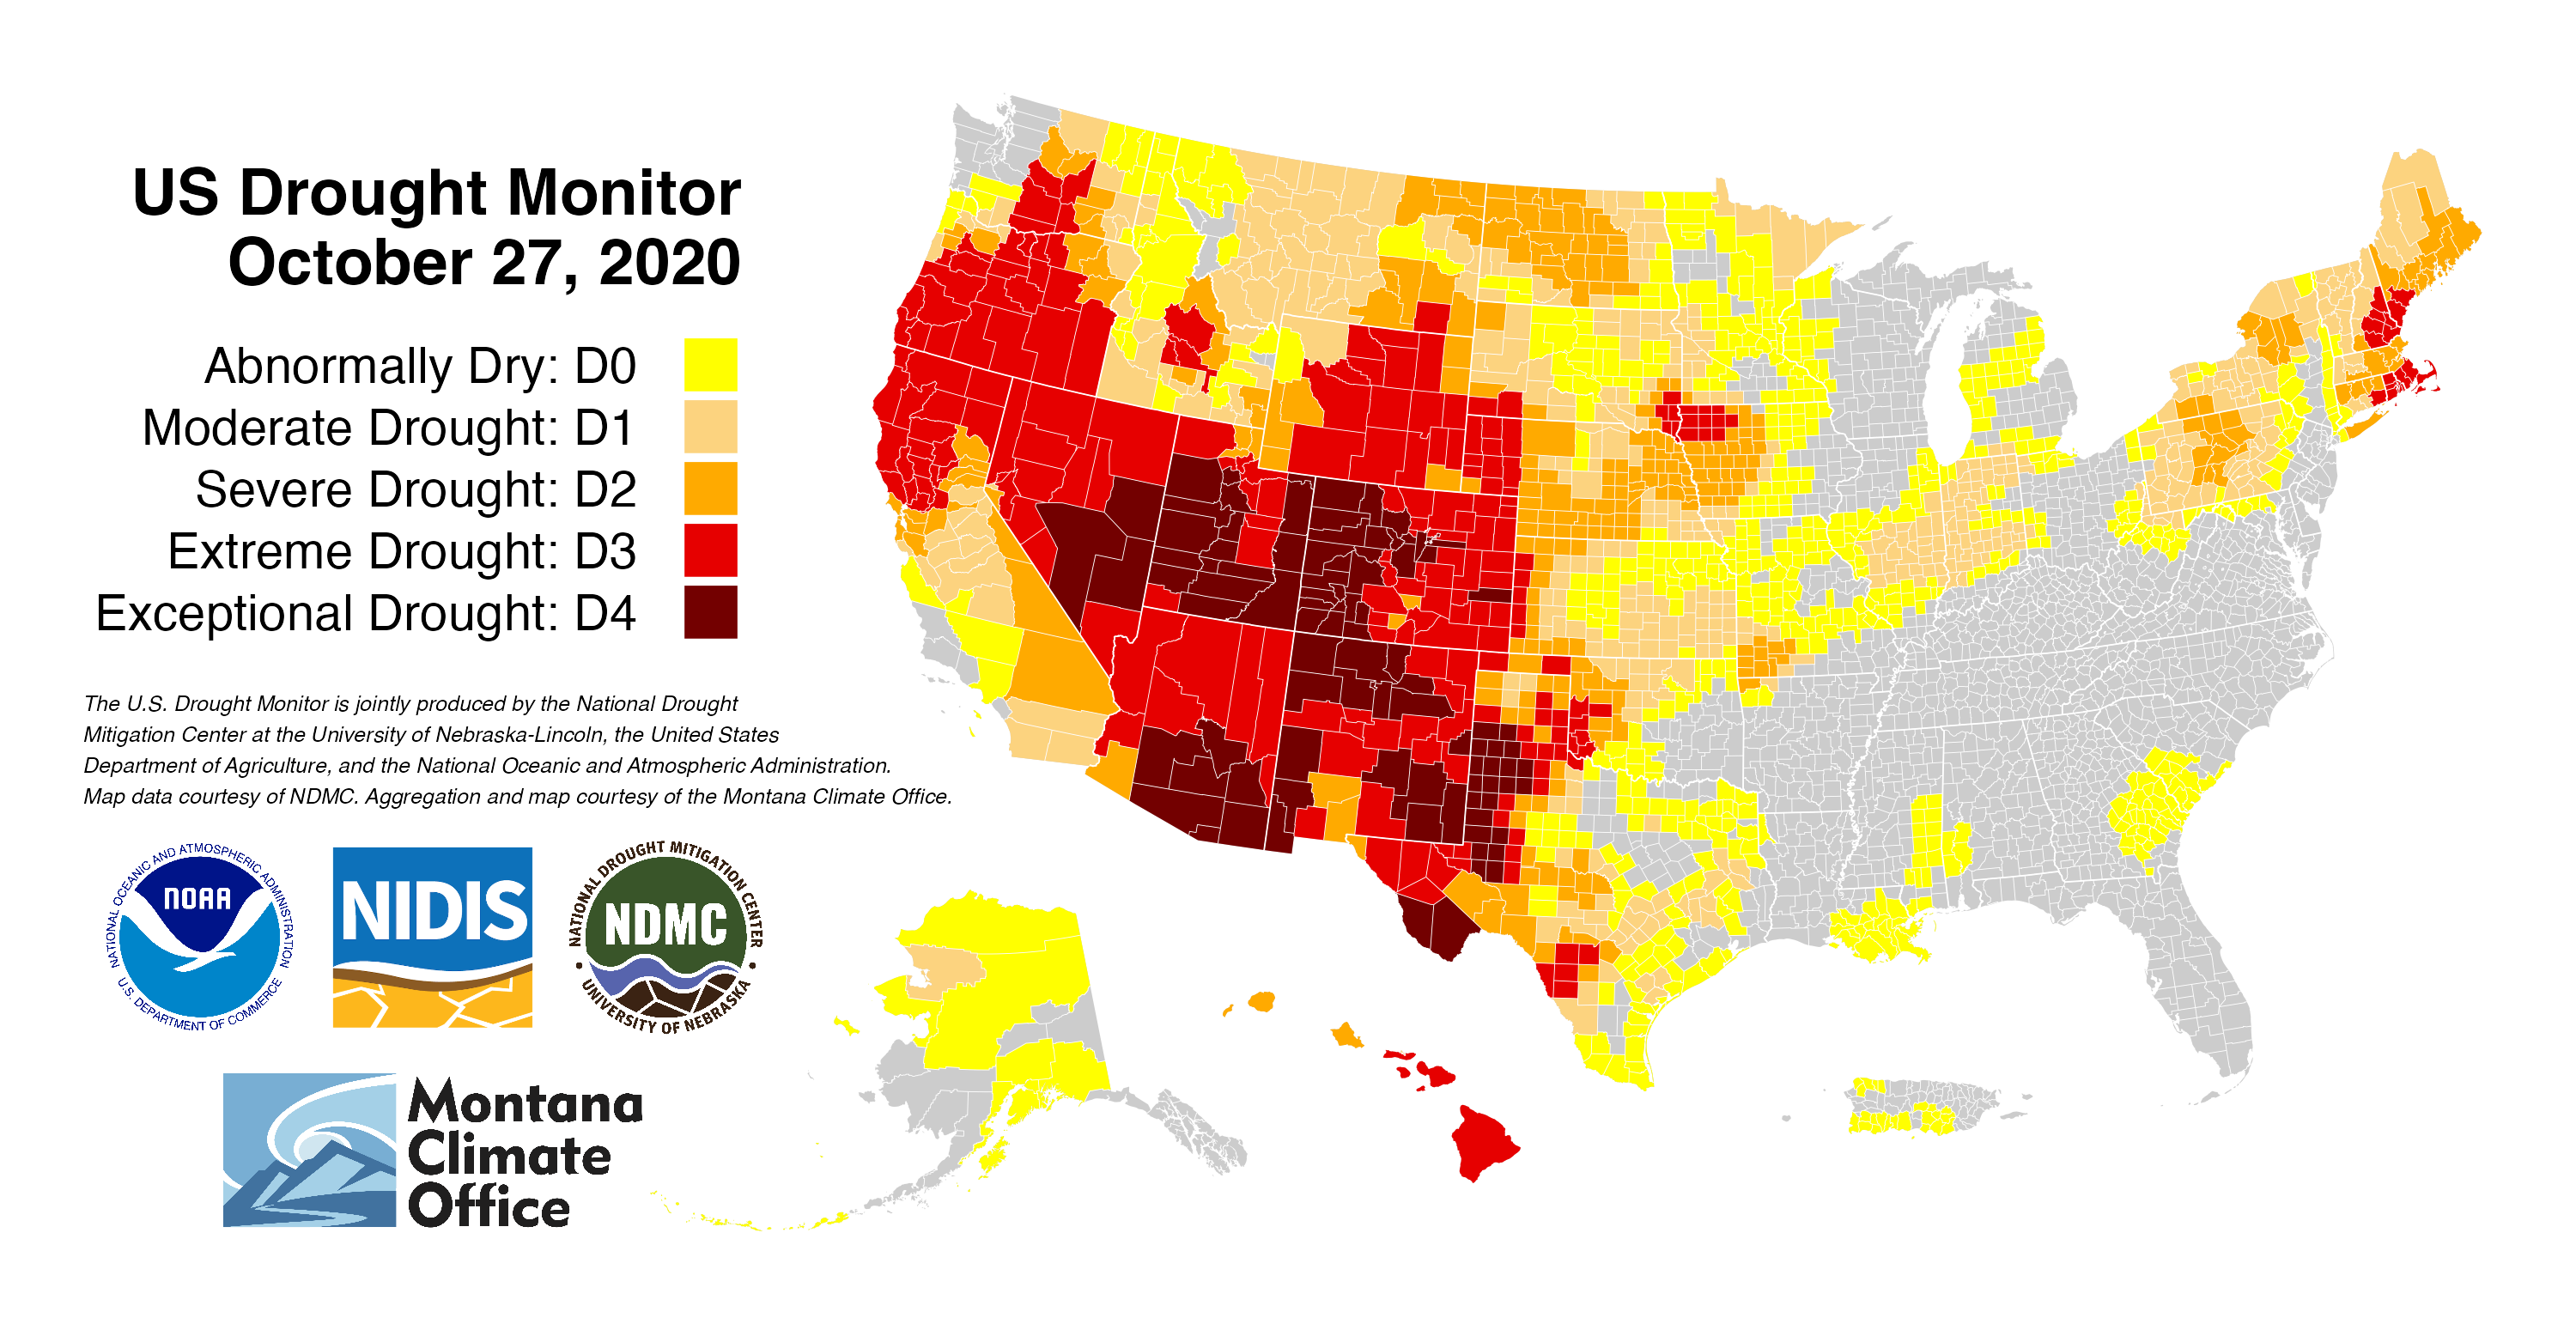 US Drought Monitor
October 27, 2020
Abnormally Dry: D0
Moderate Drought: D1
Severe Drought: D2
Extreme Drought: D3
Exceptional Drought: D4
The U.S. Drought Monitor is jointly produced by the National Drought
Mitigation Center at the University of Nebraska-Lincoln, the United States
Department of Agriculture, and the National Oceanic and Atmospheric Administration.
Map data courtesy of NDMC. Aggregation and map courtesy of the Montana Climate Office.
NATIONAL OCEANIC AND ATMOSPHERIC ADMINISTRATION
NOAA
U.S. DEPARTMENT OF COMMERCE
NIDIS
NATIONAL DROUGHT MITIGATION CENTER
NDMC
UNIVERSITY OF NEBRASKA
Montana
Climate
Office